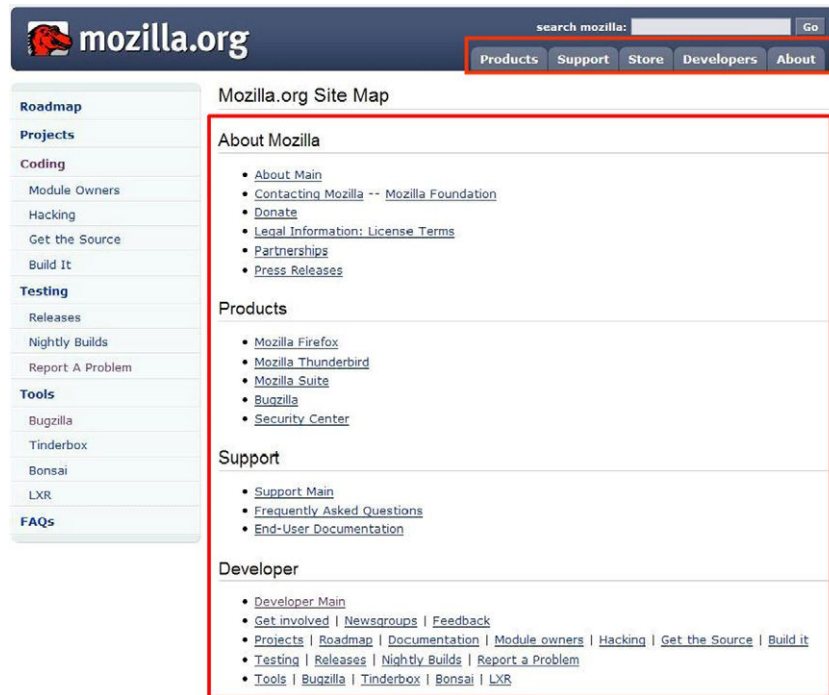 mozilla.org
search mozilla: Go
Products Support Store Developers About
Roadmap
Projects
Coding
Module Owners
Hacking
Get the Source
Build It
Testing
Releases
Nightly Builds
Report A Problem
Tools
Bugzilla
Tinderbox
Bonsai
LXR
FAQs
Mozilla.org Site Map
About Mozilla
• About Main
• Contacting Mozilla -- Mozilla Foundation
• Donate
• Legal Information: License Terms
• Partnerships
• Press Releases
Products
• Mozilla Firefox
• Mozilla Thunderbird
• Mozilla Suite
• Bugzilla
• Security Center
Support
• Support Main
• Frequently Asked Questions
• End-User Documentation
Developer
• Developer Main
• Get involved | Newsgroups | Feedback
• Projects | Roadmap | Documentation | Module owners | Hacking | Get the Source | Build it
• Testing | Releases | Nightly Builds | Report a Problem
• Tools | Bugzilla | Tinderbox | Bonsai | LXR